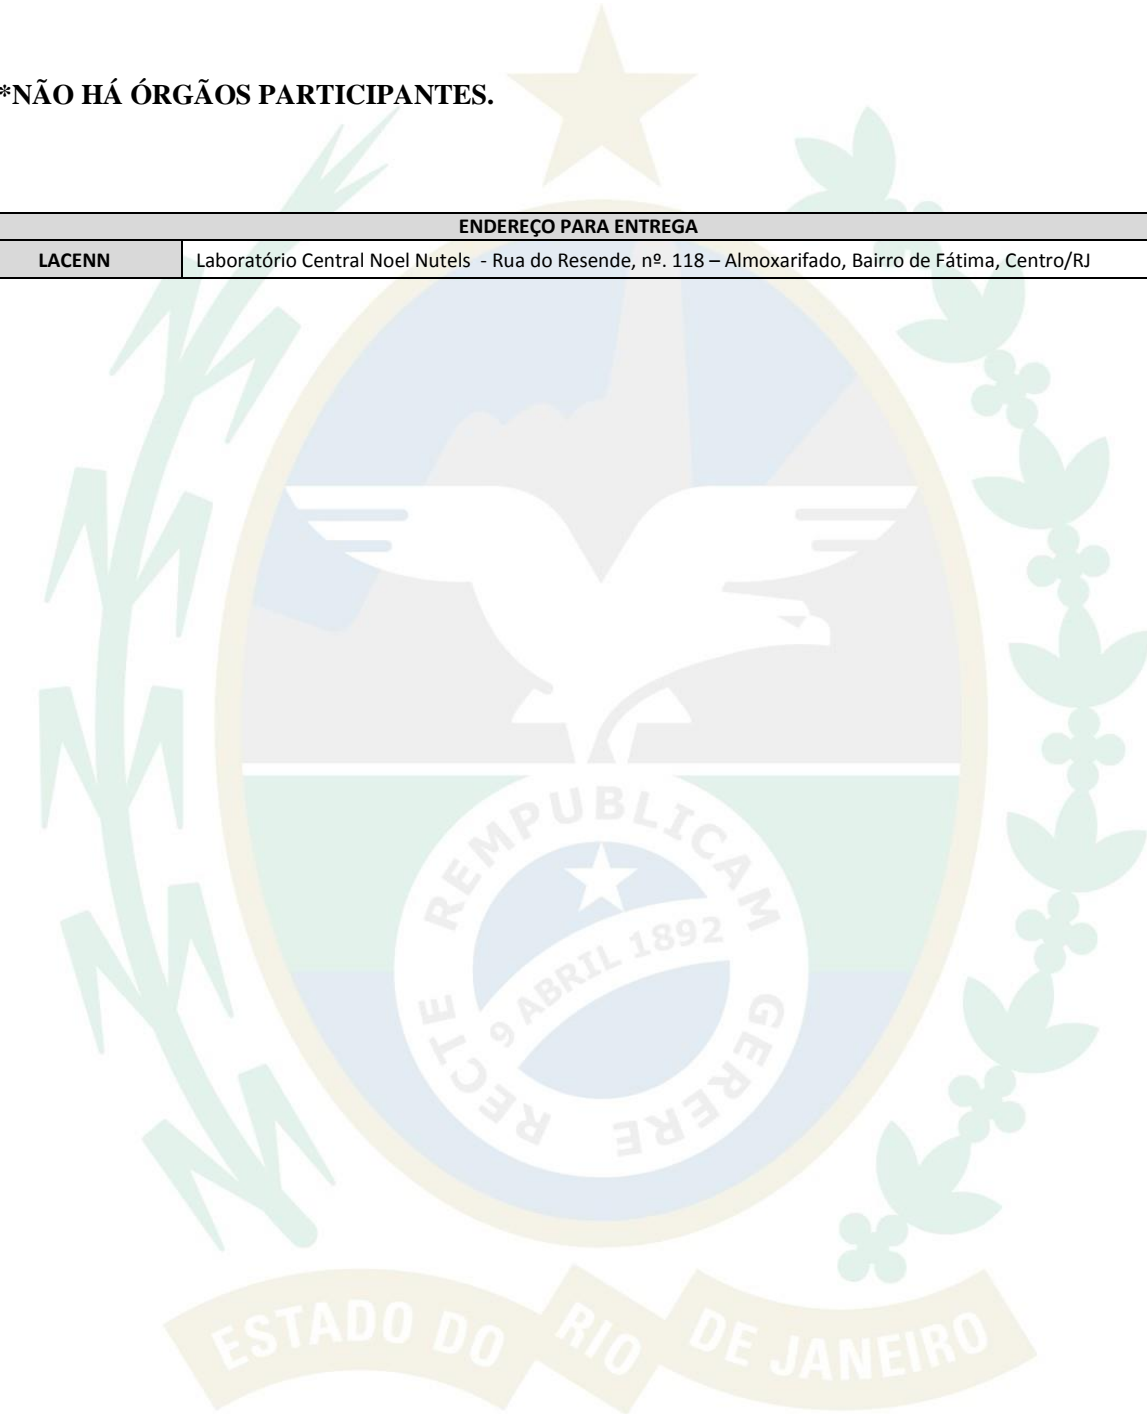 *NÃO HÁ ÓRGÃOS PARTICIPANTES.
ENDEREÇO PARA ENTREGA
LACENN Laboratório Central Noel Nutels - Rua do Resende, nº. 118 – Almoxarifado, Bairro de Fátima, Centro/RJ
RECTE REMPUBLICAM GERERE
9 ABRIL 1892
ESTADO DO RIO DE JANEIRO